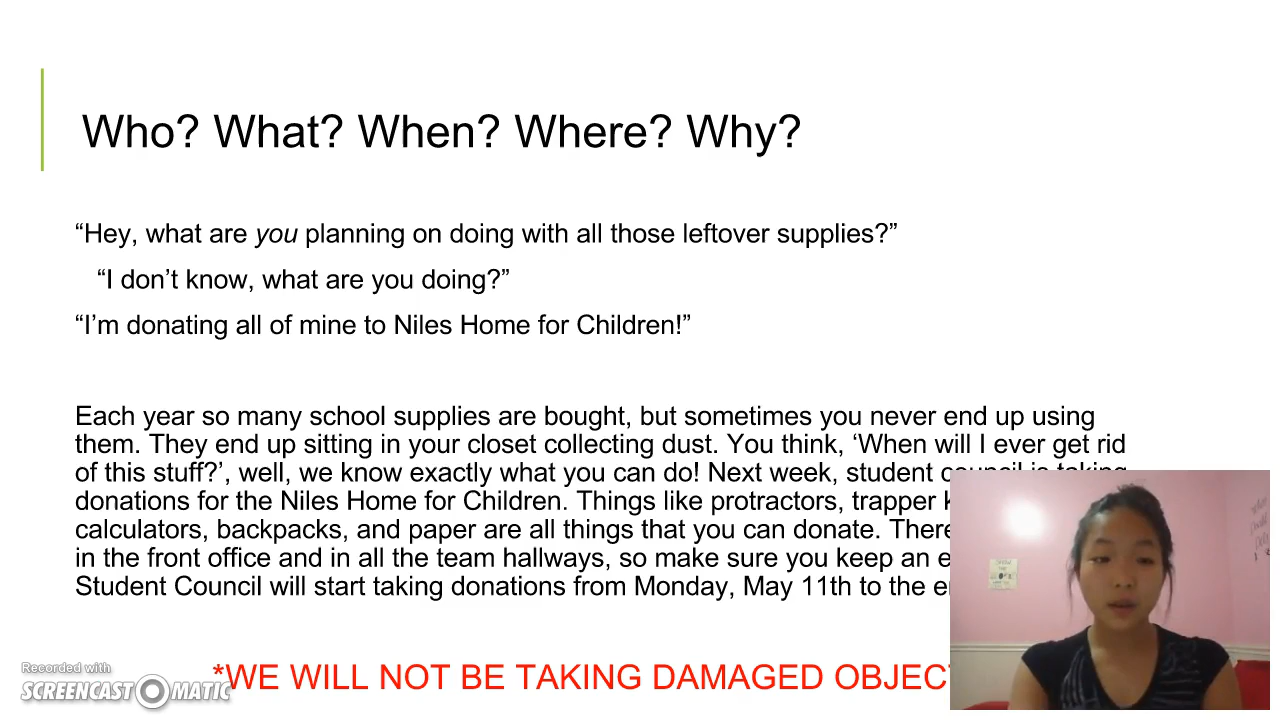 Who? What? When? Where? Why?
“Hey, what are you planning on doing with all those leftover supplies?”
“I don’t know, what are you doing?”
“I’m donating all of mine to Niles Home for Children!”
Each year so many school supplies are bought, but sometimes you never end up using
them. They end up sitting in your closet collecting dust. You think, ‘When will I ever get rid
of this stuff?’, well, we know exactly what you can do! Next week, student council is taking
donations for the Niles Home for Children. Things like protractors, trapper
calculators, backpacks, and paper are all things that you can donate. There
in the front office and in all the team hallways, so make sure you keep an
Student Council will start taking donations from Monday, May 11th to the
*WE WILL NOT BE TAKING DAMAGED
Recorded with
SCREENCAST-O-MATIC